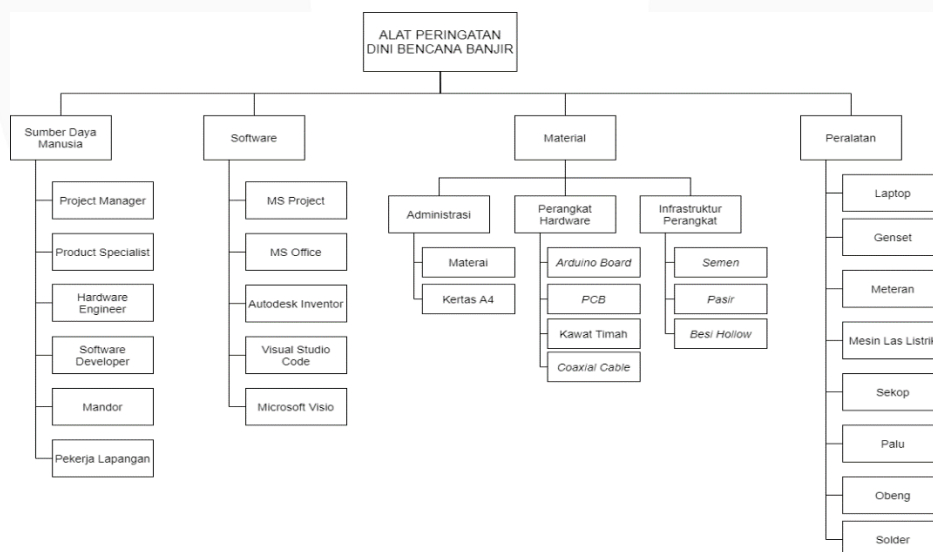 ALAT PERINGATAN
DINI BENCANA BANJIR
Sumber Daya
Manusia
Project Manager
Product Specialist
Hardware
Engineer
Software
Developer
Mandor
Pekerja Lapangan
Software
MS Project
MS Office
Autodesk Inventor
Visual Studio
Code
Microsoft Visio
Material
Administrasi
Materai
Kertas A4
Perangkat
Hardware
Arduino Board
PCB
Kawat Timah
Coaxial Cable
Infrastruktur
Perangkat
Semen
Pasir
Besi Hollow
Peralatan
Laptop
Genset
Meteran
Mesin Las Listrik
Sekop
Palu
Obeng
Solder